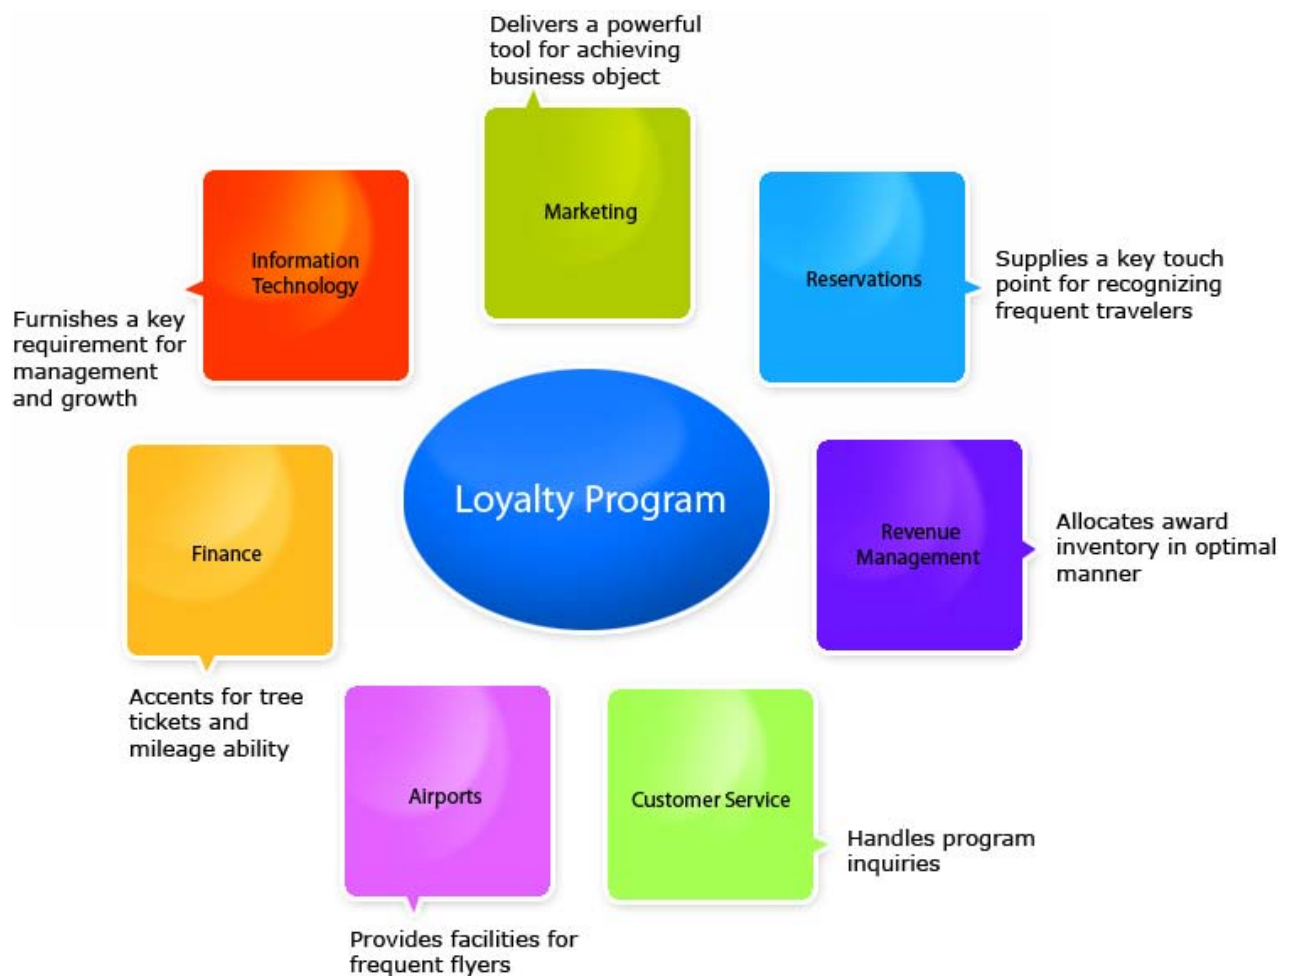 Delivers a powerful
tool for achieving
business object
Marketing
Information
Technology
Reservations
Supplies a key touch
point for recognizing
frequent travelers
Furnishes a key
requirement for
management
and growth
Loyalty Program
Finance
Revenue
Management
Allocates award
inventory in optimal
manner
Accents for tree
tickets and
mileage ability
Airports
Customer Service
Handles program
inquiries
Provides facilities for
frequent flyers